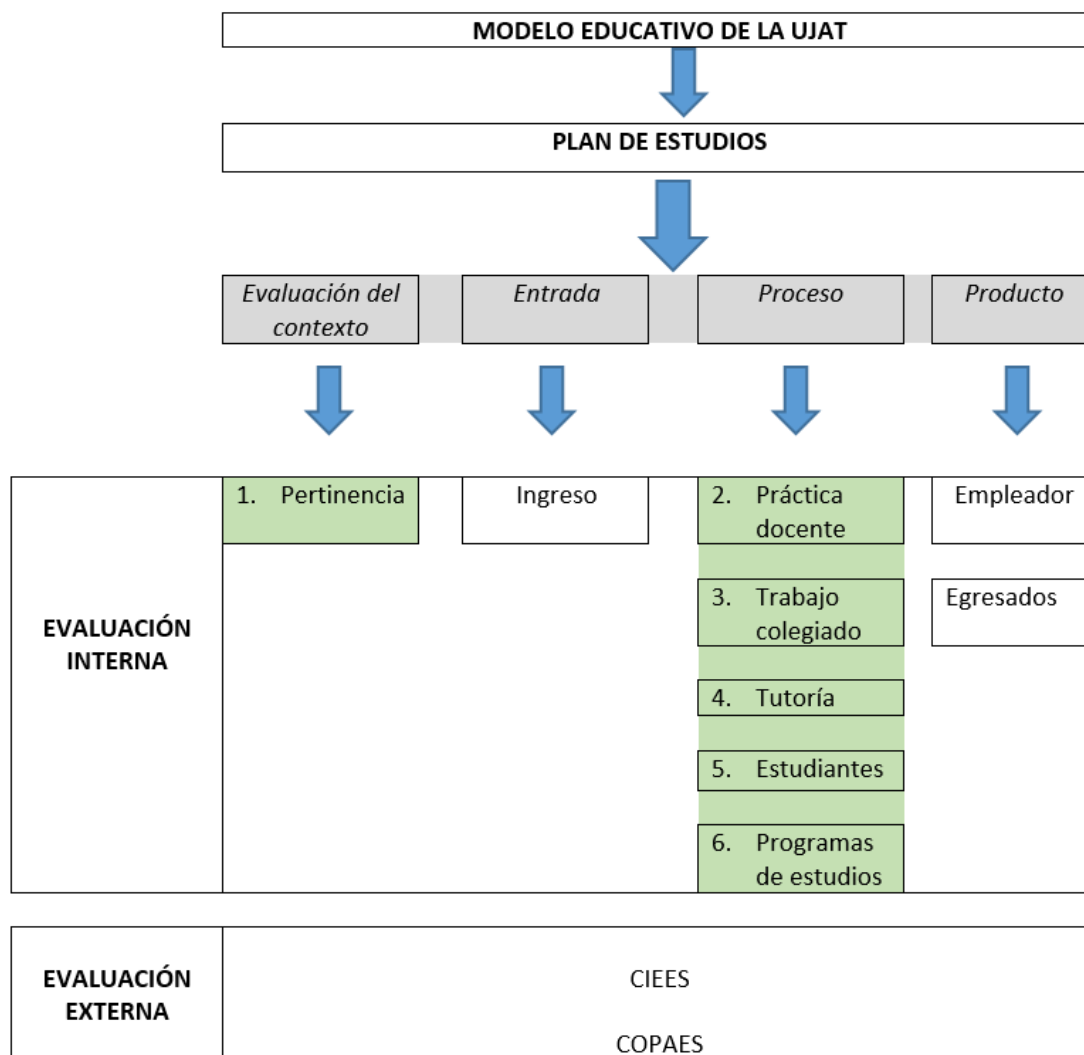 MODELO EDUCATIVO DE LA UJAT
PLAN DE ESTUDIOS
Evaluación del
contexto
Entrada
Proceso
Producto
EVALUACIÓN
INTERNA
1. Pertinencia
Ingreso
2. Práctica
docente
3. Trabajo
colegiado
4. Tutoría
5. Estudiantes
6. Programas
de estudios
Empleador
Egresados
EVALUACIÓN
EXTERNA
CIEES
COPAES